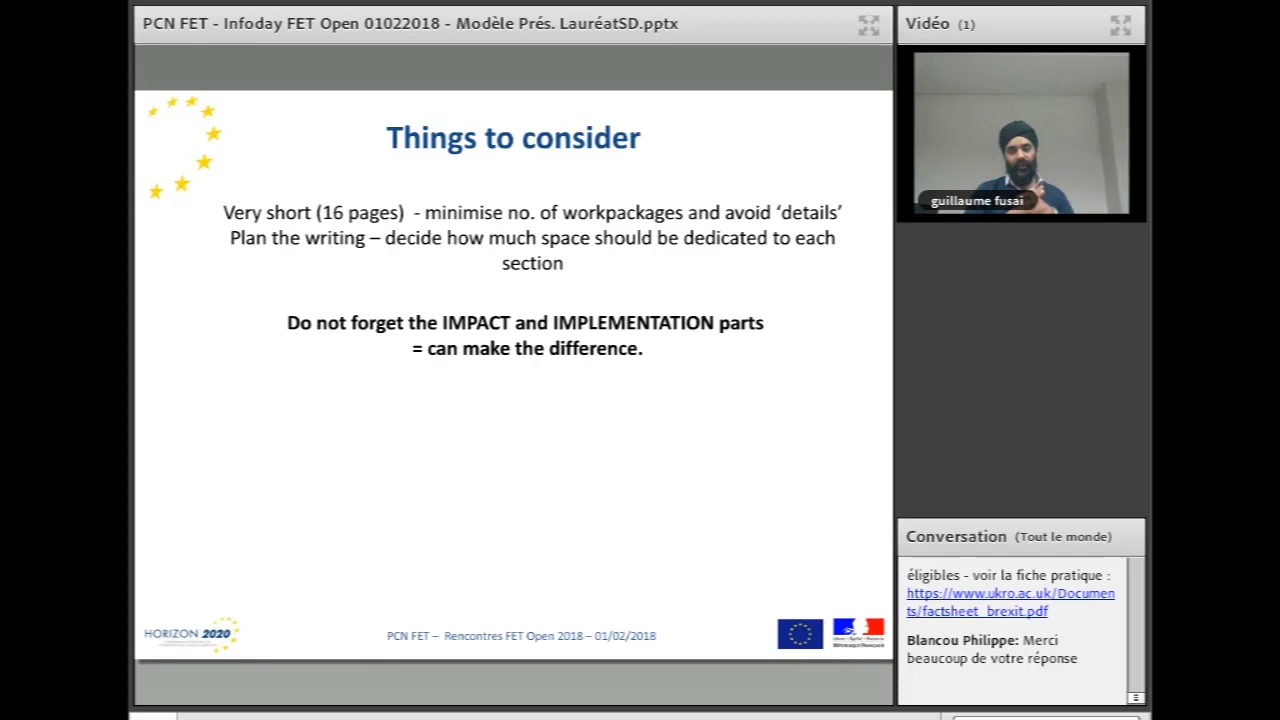 PCN FET - Infoday FET Open 01022018 - Modèle Prés. LauréatSD.pptx
Things to consider
Very short (16 pages) - minimise no. of workpackages and avoid ‘details’
Plan the writing – decide how much space should be dedicated to each
section
Do not forget the IMPACT and IMPLEMENTATION parts
= can make the difference.
HORIZON 2020
PCN FET – Rencontres FET Open 2018 – 01/02/2018
Vidéo (1)
guillaume fusai
Conversation (Tout le monde)
éligibles - voir la fiche pratique :
https://www.ukro.ac.uk/Documen
ts/factsheet_brexit.pdf
Blancou Philippe: Merci
beaucoup de votre réponse